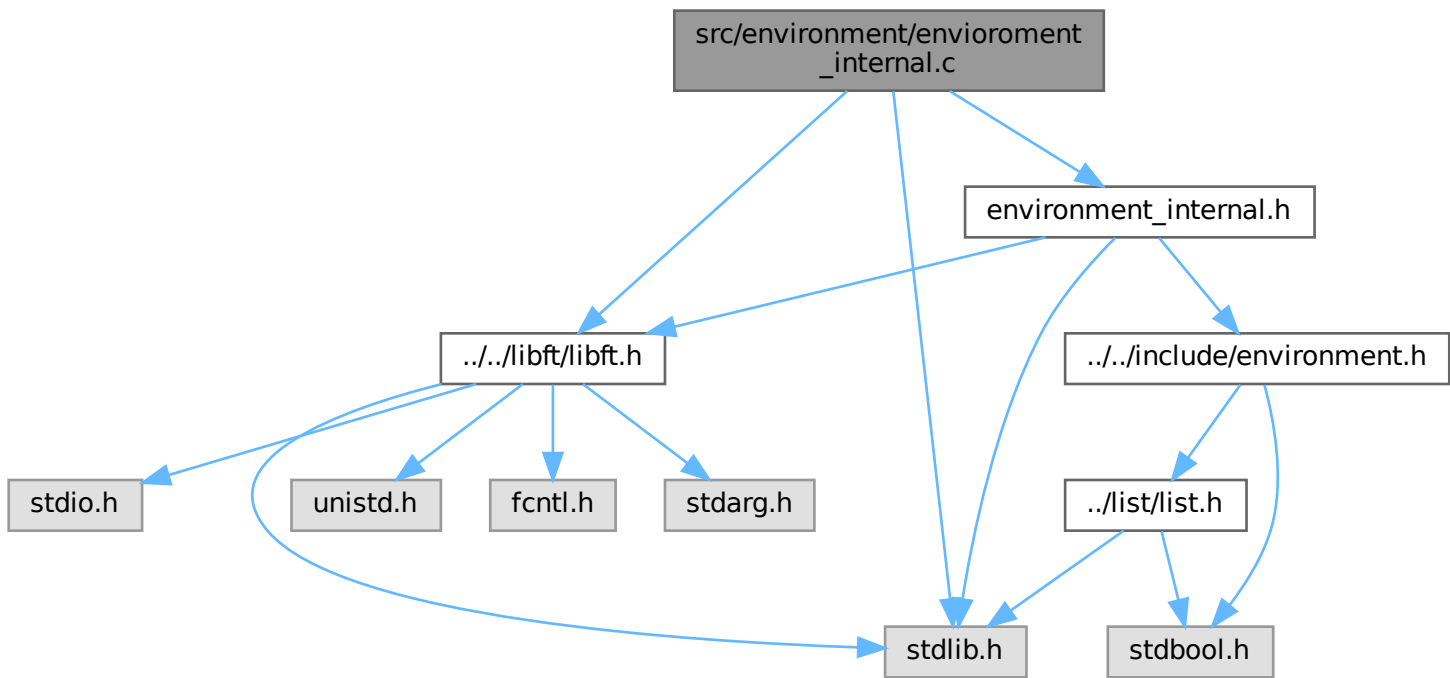 src/environment/envioroment
_internal.c
environment_internal.h
../../libft/libft.h
../../include/environment.h
stdio.h
unistd.h
fcntl.h
stdarg.h
../list/list.h
stdlib.h
stdbool.h